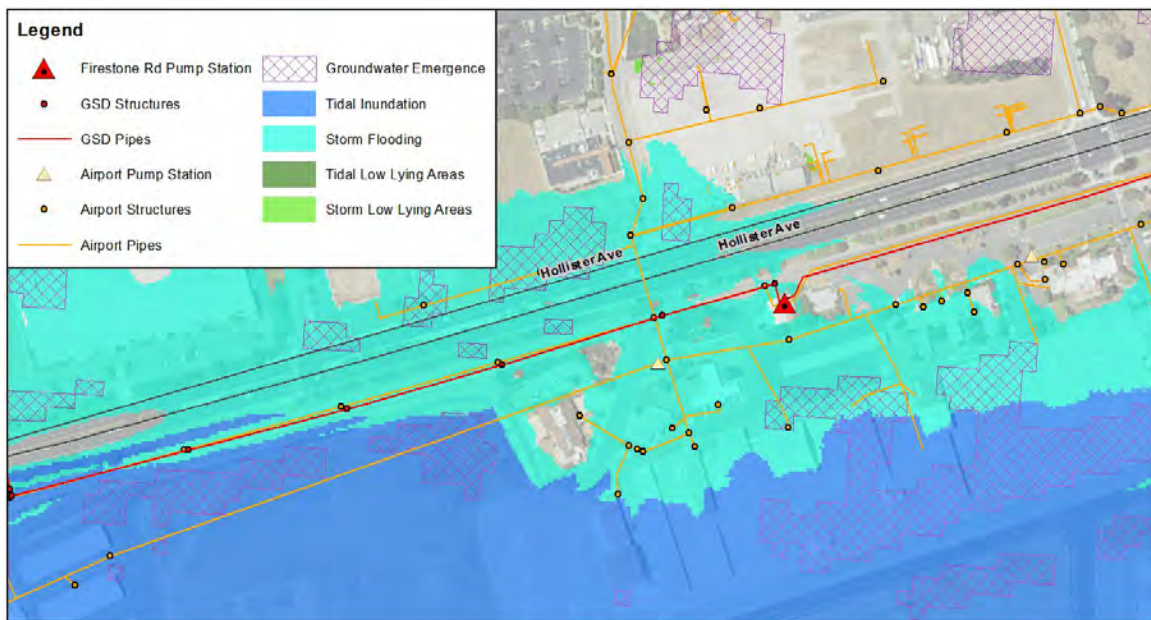 Legend
Firestone Rd Pump Station
GSD Structures
GSD Pipes
Airport Pump Station
Airport Structures
Airport Pipes
Groundwater Emergence
Tidal Inundation
Storm Flooding
Tidal Low Lying Areas
Storm Low Lying Areas
Hollister Ave
Hollister Ave